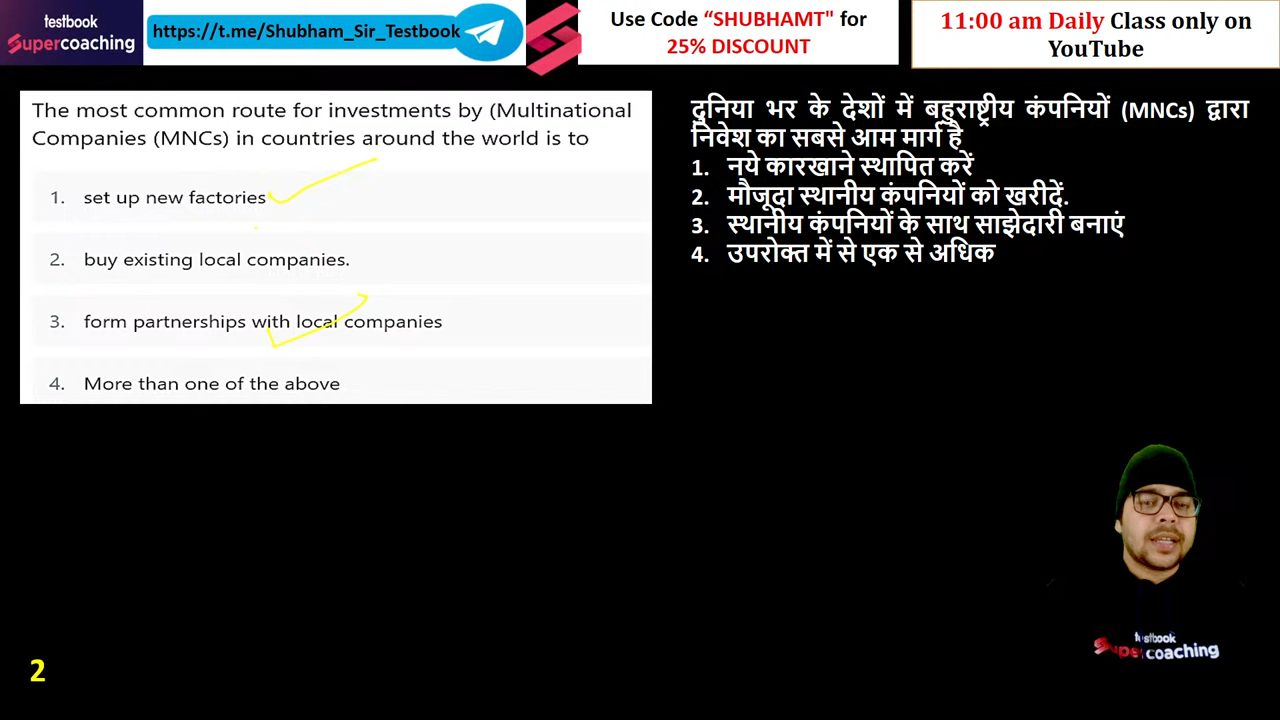 testbook
Supercoaching
https://t.me/Shubham_Sir_Testbook
Use Code “SHUBHAMT" for
25% DISCOUNT
11:00 am Daily Class only on
YouTube
The most common route for investments by (Multinational
Companies (MNCs) in countries around the world is to
1. set up new factories
2. buy existing local companies.
3. form partnerships with local companies
4. More than one of the above
दुनिया भर के देशों में बहुराष्ट्रीय कंपनियों (MNCs) द्वारा
निवेश का सबसे आम मार्ग है
1. नये कारखाने स्थापित करें
2. मौजूदा स्थानीय कंपनियों को खरीदें.
3. स्थानीय कंपनियों के साथ साझेदारी बनाएं
4. उपरोक्त में से एक से अधिक
testbook
Supercoaching
2